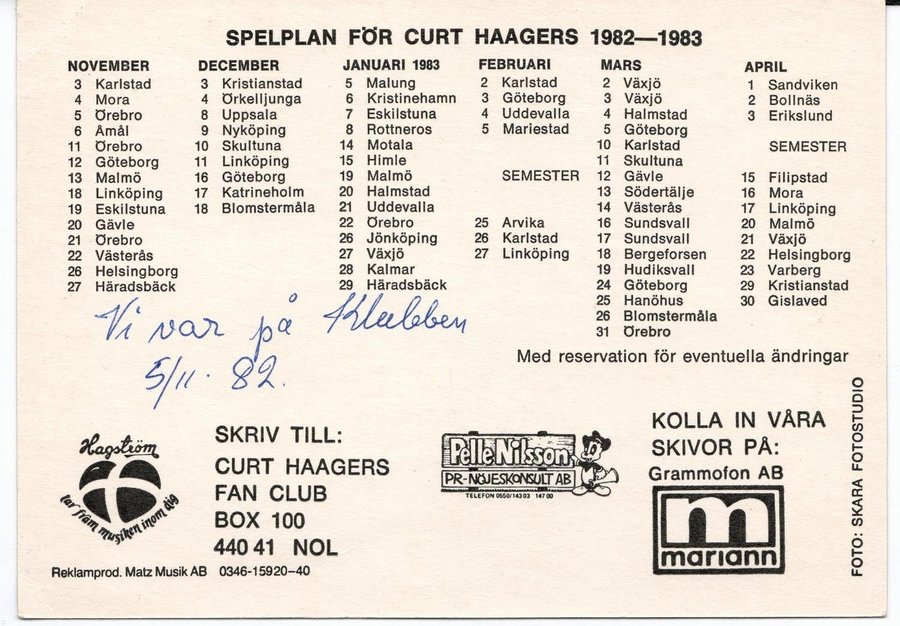 SPELPLAN FÖR CURT HAAGERS 1982—1983
NOVEMBER
3 Karlstad
4 Mora
5 Örebro
6 Åmål
11 Örebro
12 Göteborg
13 Malmö
18 Linköping
19 Eskilstuna
20 Gävle
21 Örebro
22 Västerås
26 Helsingborg
27 Häradsbäck
DECEMBER
3 Kristianstad
4 Örkelljunga
8 Uppsala
9 Nyköping
10 Skultuna
11 Linköping
16 Göteborg
17 Katrineholm
18 Blomstermåla
JANUARI 1983
5 Malung
6 Kristinehamn
7 Eskilstuna
8 Rottneros
14 Motala
15 Himle
19 Malmö
20 Halmstad
21 Uddevalla
22 Örebro
26 Jönköping
27 Växjö
28 Kalmar
29 Häradsbäck
FEBRUARI
2 Karlstad
3 Göteborg
4 Uddevalla
5 Mariestad
SEMESTER
25 Arvika
26 Karlstad
27 Linköping
MARS
2 Växjö
3 Växjö
4 Halmstad
5 Göteborg
10 Karlstad
11 Skultuna
12 Gävle
13 Södertälje
14 Västerås
16 Sundsvall
17 Sundsvall
18 Bergeforsen
19 Hudiksvall
24 Göteborg
25 Hanöhus
26 Blomstermåla
31 Örebro
APRIL
1 Sandviken
2 Bollnäs
3 Erikslund
SEMESTER
15 Filipstad
16 Mora
17 Linköping
20 Malmö
21 Växjö
22 Helsingborg
23 Varberg
29 Kristianstad
30 Gislaved
Med reservation för eventuella ändringar
Vi var på Klubben
5/11. 82.
Hagström
tar fram musiken inom dig
Reklamprod. Matz Musik AB 0346-15920-40
SKRIV TILL:
CURT HAAGERS
FAN CLUB
BOX 100
440 41 NOL
Pelle Nilsson
PR-NÖJESKONSULT AB
TELEFON 0550/143 03 147 00
KOLLA IN VÅRA
SKIVOR PÅ:
Grammofon AB
m
mariann
FOTO: SKARA FOTOSTUDIO